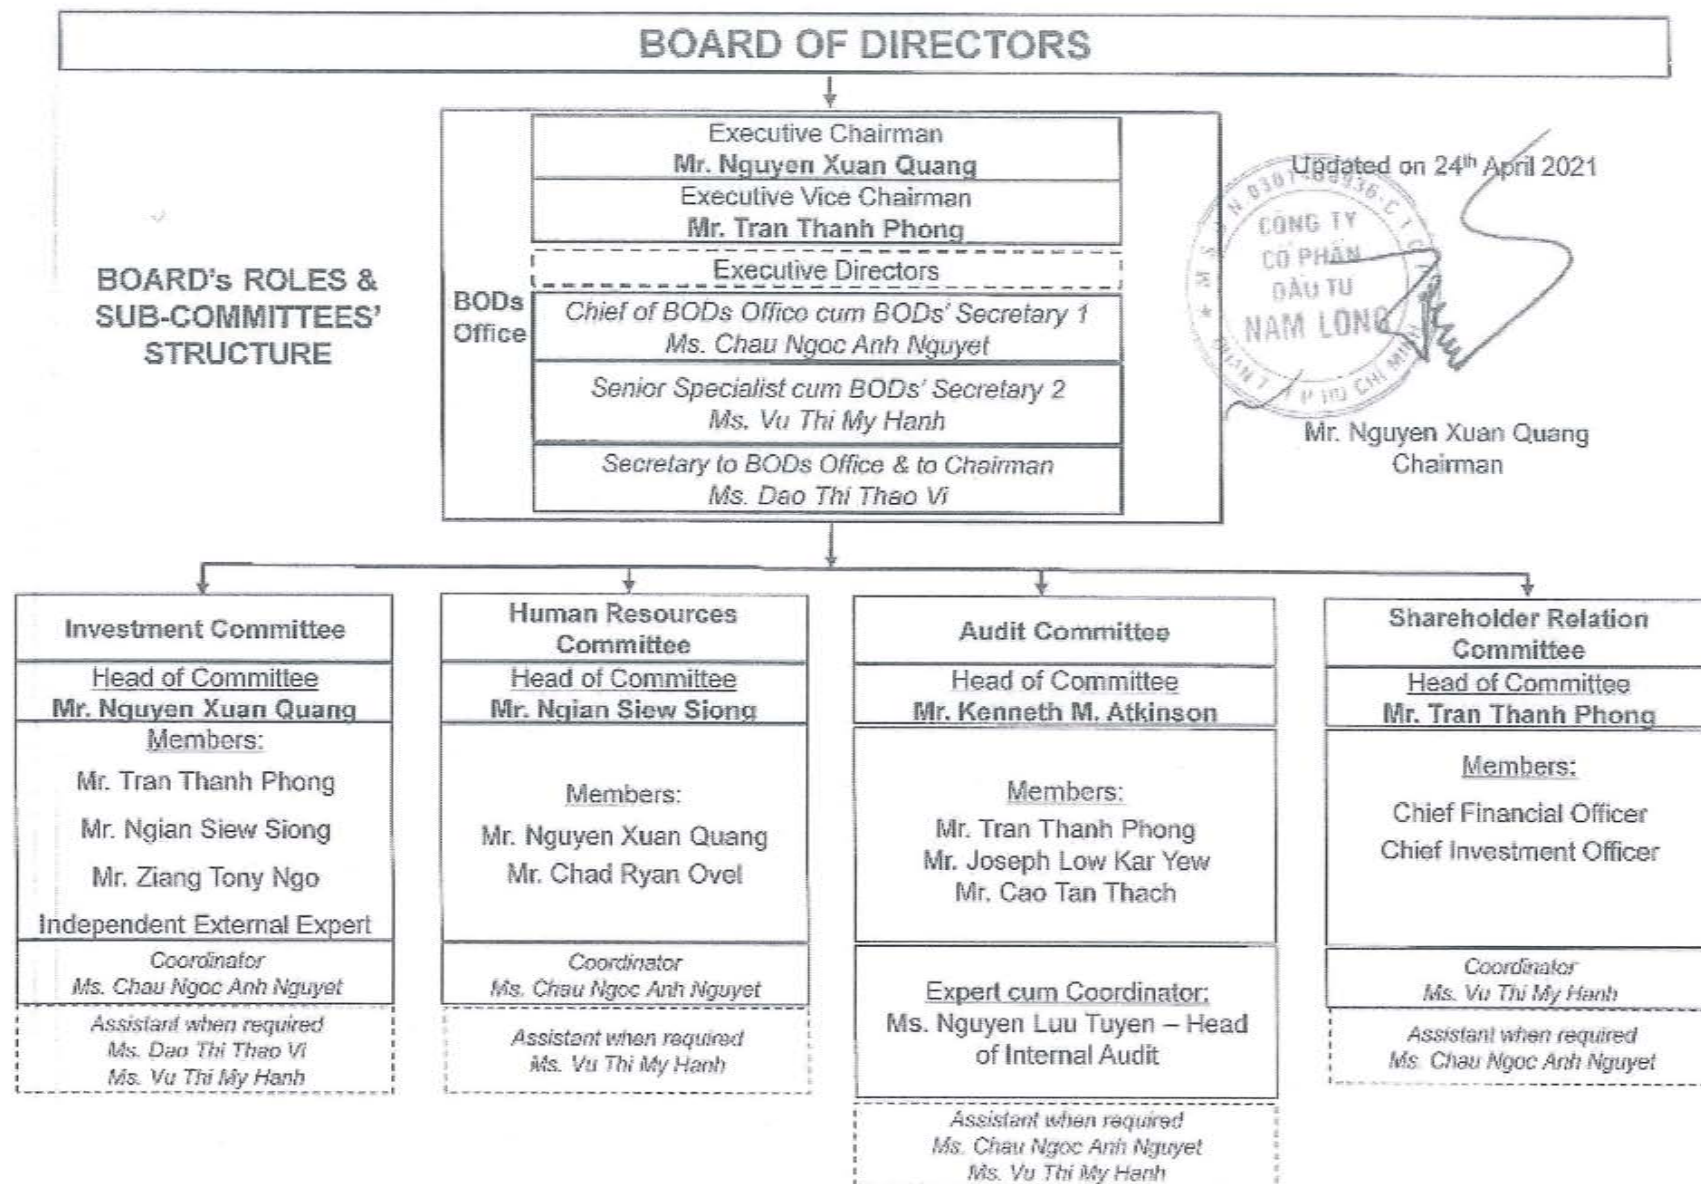 BOARD OF DIRECTORS
BOARD's ROLES &
SUB-COMMITTEES'
STRUCTURE
BODs
Office
Executive Chairman
Mr. Nguyen Xuan Quang
Executive Vice Chairman
Mr. Tran Thanh Phong
Executive Directors
Chief of BODs Office cum BODs' Secretary 1
Ms. Chau Ngoc Anh Nguyet
Senior Specialist cum BODs' Secretary 2
Ms. Vu Thi My Hanh
Secretary to BODs Office & to Chairman
Ms. Dao Thi Thao Vi
Updated on 24th April 2021
CÔNG TY
CỔ PHẦN
ĐẦU TƯ
NAM LONG
Mr. Nguyen Xuan Quang
Chairman
Investment Committee
Head of Committee
Mr. Nguyen Xuan Quang
Members:
Mr. Tran Thanh Phong
Mr. Ngian Siew Siong
Mr. Ziang Tony Ngo
Independent External Expert
Coordinator
Ms. Chau Ngoc Anh Nguyet
Assistant when required
Ms. Dao Thi Thao Vi
Ms. Vu Thi My Hanh
Human Resources
Committee
Head of Committee
Mr. Ngian Siew Siong
Members:
Mr. Nguyen Xuan Quang
Mr. Chad Ryan Ovel
Coordinator
Ms. Chau Ngoc Anh Nguyet
Assistant when required
Ms. Vu Thi My Hanh
Audit Committee
Head of Committee
Mr. Kenneth M. Atkinson
Members:
Mr. Tran Thanh Phong
Mr. Joseph Low Kar Yew
Mr. Cao Tan Thach
Expert cum Coordinator:
Ms. Nguyen Luu Tuyen – Head
of Internal Audit
Assistant when required
Ms. Chau Ngoc Anh Nguyet
Ms. Vu Thi My Hanh
Shareholder Relation
Committee
Head of Committee
Mr. Tran Thanh Phong
Members:
Chief Financial Officer
Chief Investment Officer
Coordinator
Ms. Vu Thi My Hanh
Assistant when required
Ms. Chau Ngoc Anh Nguyet